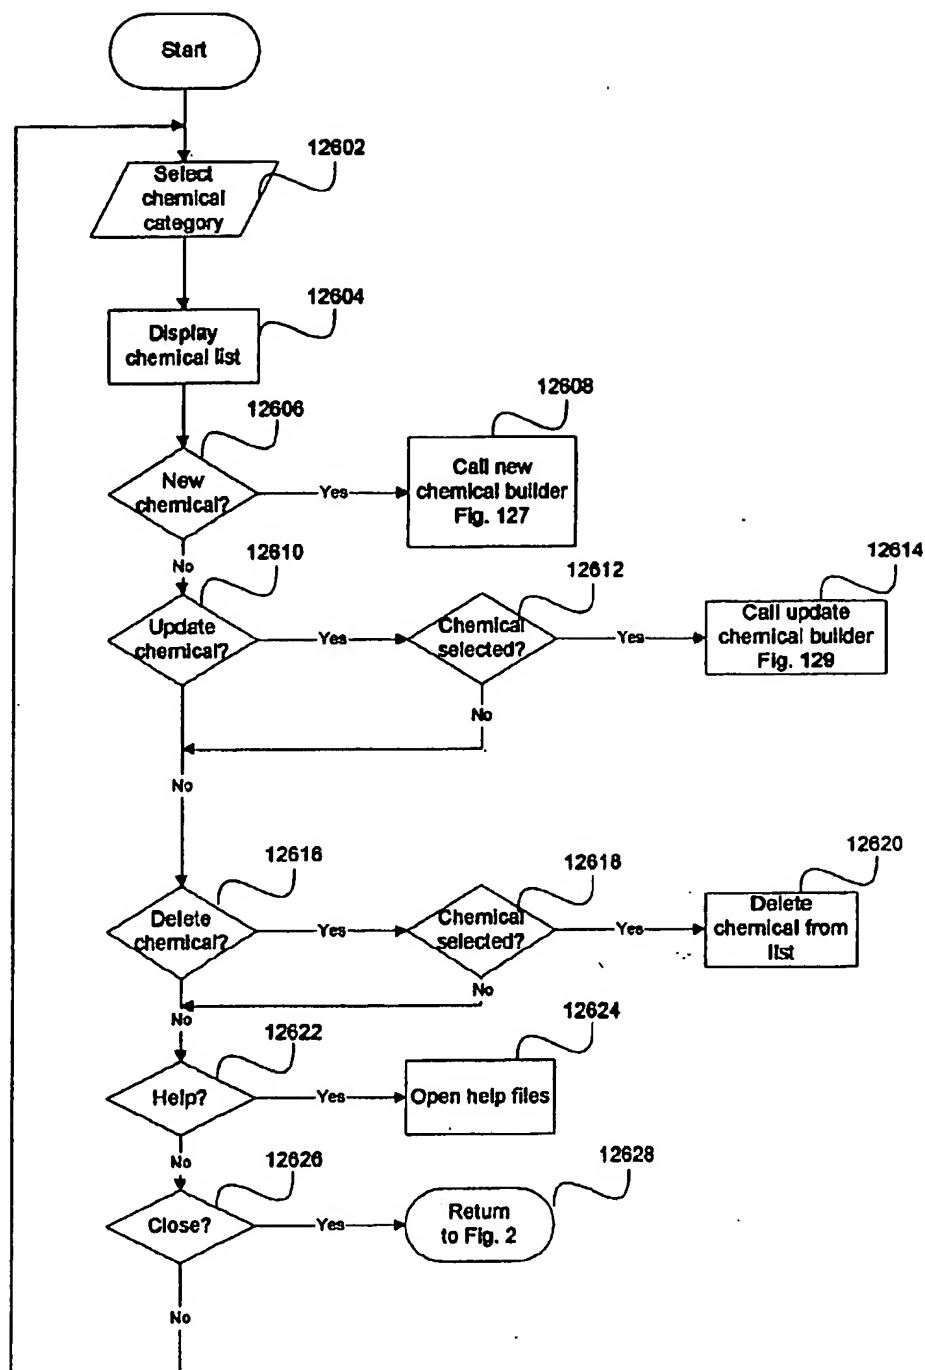 Start
12602
Select
chemical
category
12604
Display
chemical list
12606
12608
New
chemical?
Yes
Call new
chemical builder
Fig. 127
No
12610
12612
12614
Update
chemical?
Yes
Chemical
selected?
Yes
Call update
chemical builder
Fig. 129
No
No
12616
12618
12620
Delete
chemical?
Yes
Chemical
selected?
Yes
Delete
chemical from
list
No
No
12622
12624
Help?
Yes
Open help files
No
12626
12628
Close?
Yes
Return
to Fig. 2
No